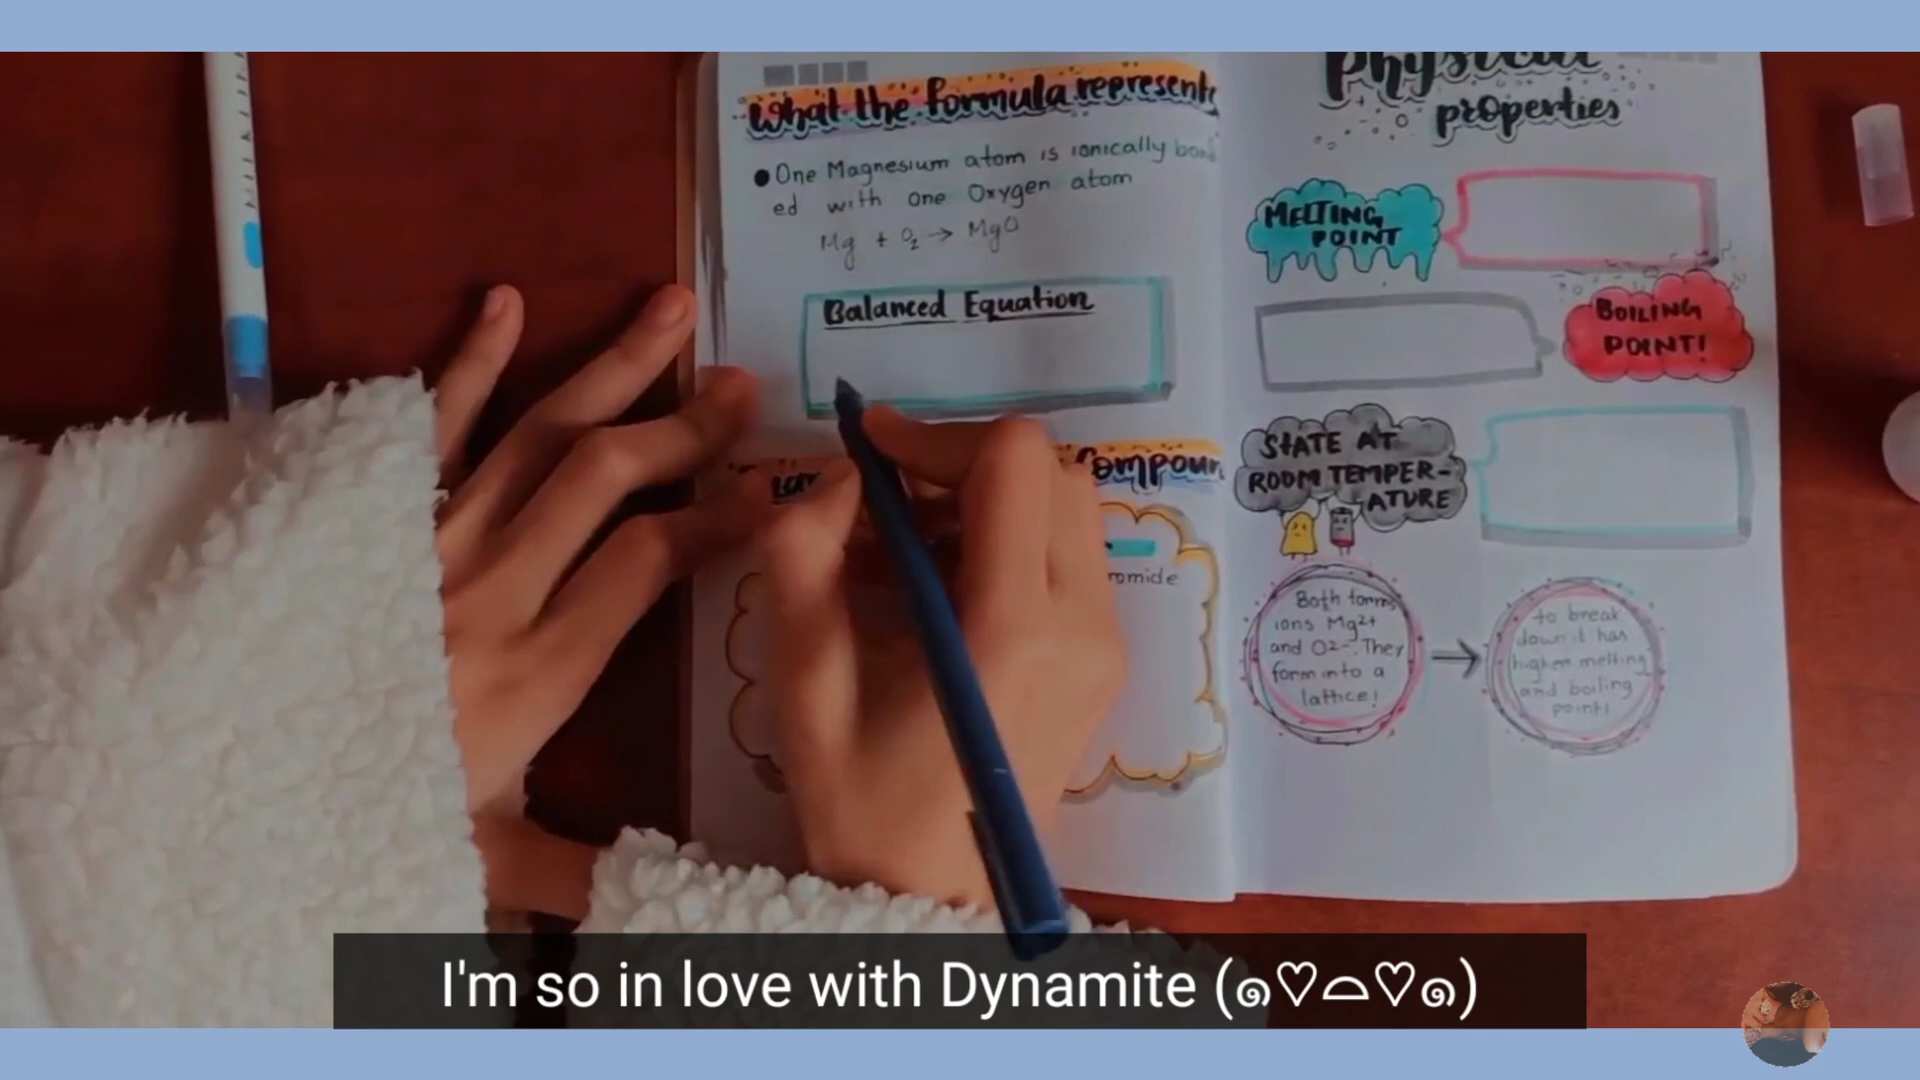 What the formula represents
● One Magnesium atom is ionically bond
ed with one Oxygen atom
Mg + O2 → MgO
Balanced Equation
Compoun
romide
Physical
properties
MELTING
POINT
BOILING
POINT!
STATE AT
ROOM TEMPER-
ATURE
Both forms
ions Mg2+
and O2-. They
form into a
lattice!
to break
down it has
higher melting
and boiling
point!
I'm so in love with Dynamite (๑♡⌓♡๑)